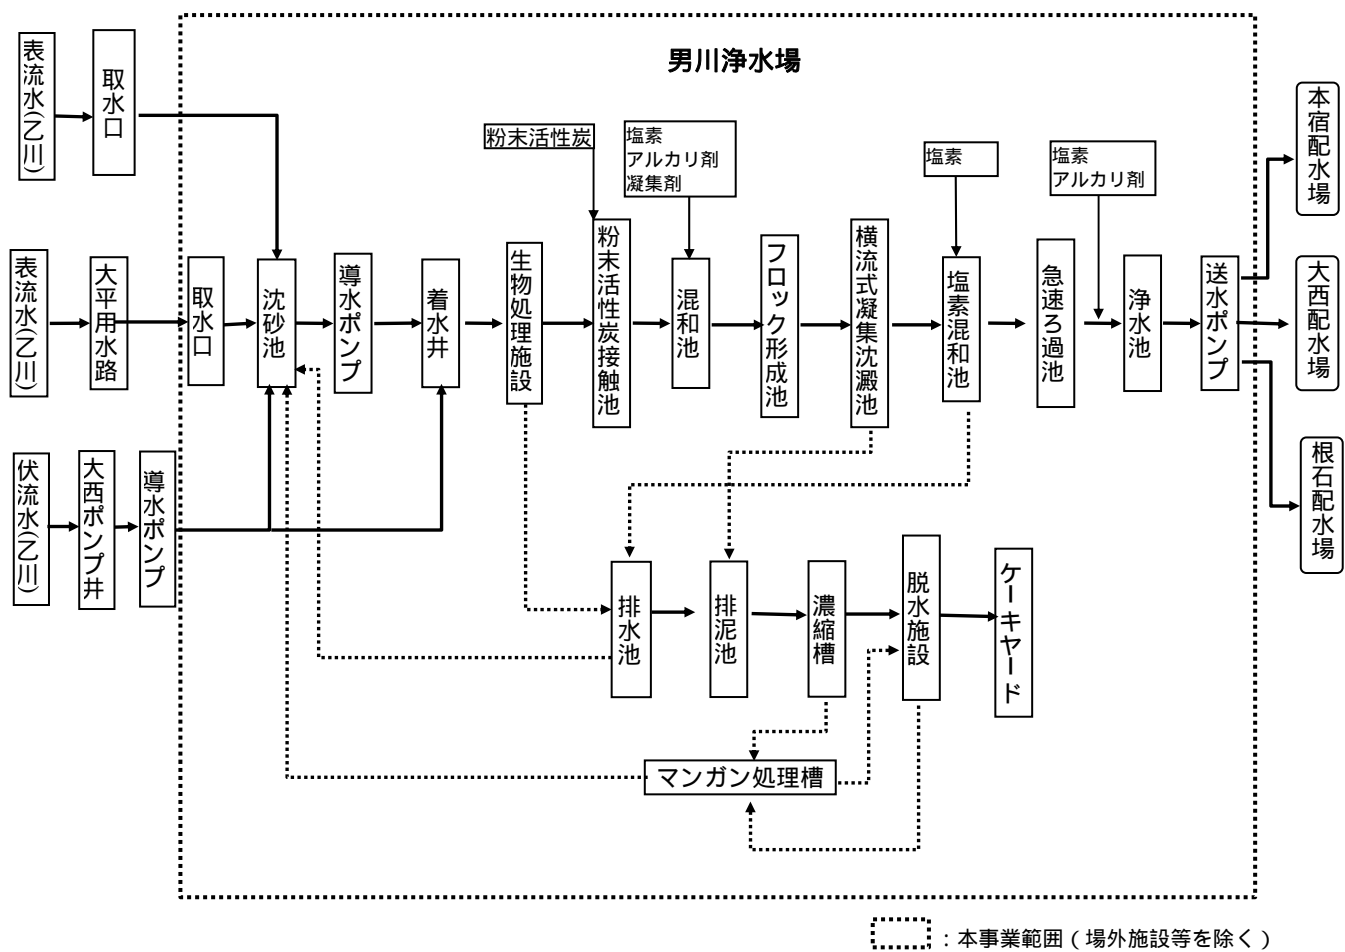 男川浄水場
表流水(乙川)
取水口
粉末活性炭
塩素
アルカリ剤
凝集剤
塩素
塩素
アルカリ剤
本宿配水場
表流水(乙川)
大平用水路
取水口
沈砂池
導水ポンプ
着水井
生物処理施設
粉末活性炭接触池
混和池
フロック形成池
横流式凝集沈澱池
塩素混和池
急速ろ過池
浄水池
送水ポンプ
大西配水場
伏流水(乙川)
大西ポンプ井
導水ポンプ
根石配水場
排水池
排泥池
濃縮槽
脱水施設
ケーキヤード
マンガン処理槽
：本事業範囲（場外施設等を除く）